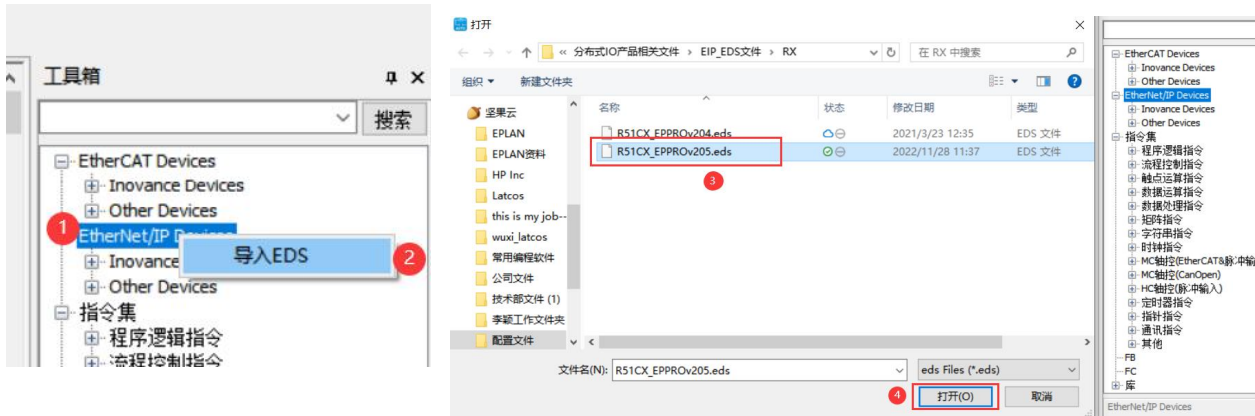 工具箱
搜索
EtherCAT Devices
Inovance Devices
Other Devices
1
EtherNet/IP D
导入EDS
2
Inovance
Other Devices
指令集
程序逻辑指令
流程控制指令
打开
« 分布式IO产品相关文件 › EIP_EDS文件 › RX
在 RX 中搜索
组织
新建文件夹
坚果云
EPLAN
EPLAN资料
HP Inc
Latcos
this is my job--
wuxi_latcos
常用编程软件
公司文件
技术部文件 (1)
李颖工作文件夹
配置文件
名称 状态 修改日期 类型
R51CX_EPPROv204.eds 2021/3/23 12:35 EDS 文件
R51CX_EPPROv205.eds 2022/11/28 11:37 EDS 文件
3
文件名(N): R51CX_EPPROv205.eds eds Files (*.eds)
4
打开(O) 取消
EtherCAT Devices
Inovance Devices
Other Devices
EtherNet/IP Devices
Inovance Devices
Other Devices
指令集
程序逻辑指令
流程控制指令
触点运算指令
数据运算指令
数据处理指令
矩阵指令
字符串指令
时钟指令
MC轴控(EtherCAT&脉冲输
MC轴控(CanOpen)
HC轴控(脉冲输入)
定时器指令
指针指令
通讯指令
其他
FB
FC
库
EtherNet/IP Devices